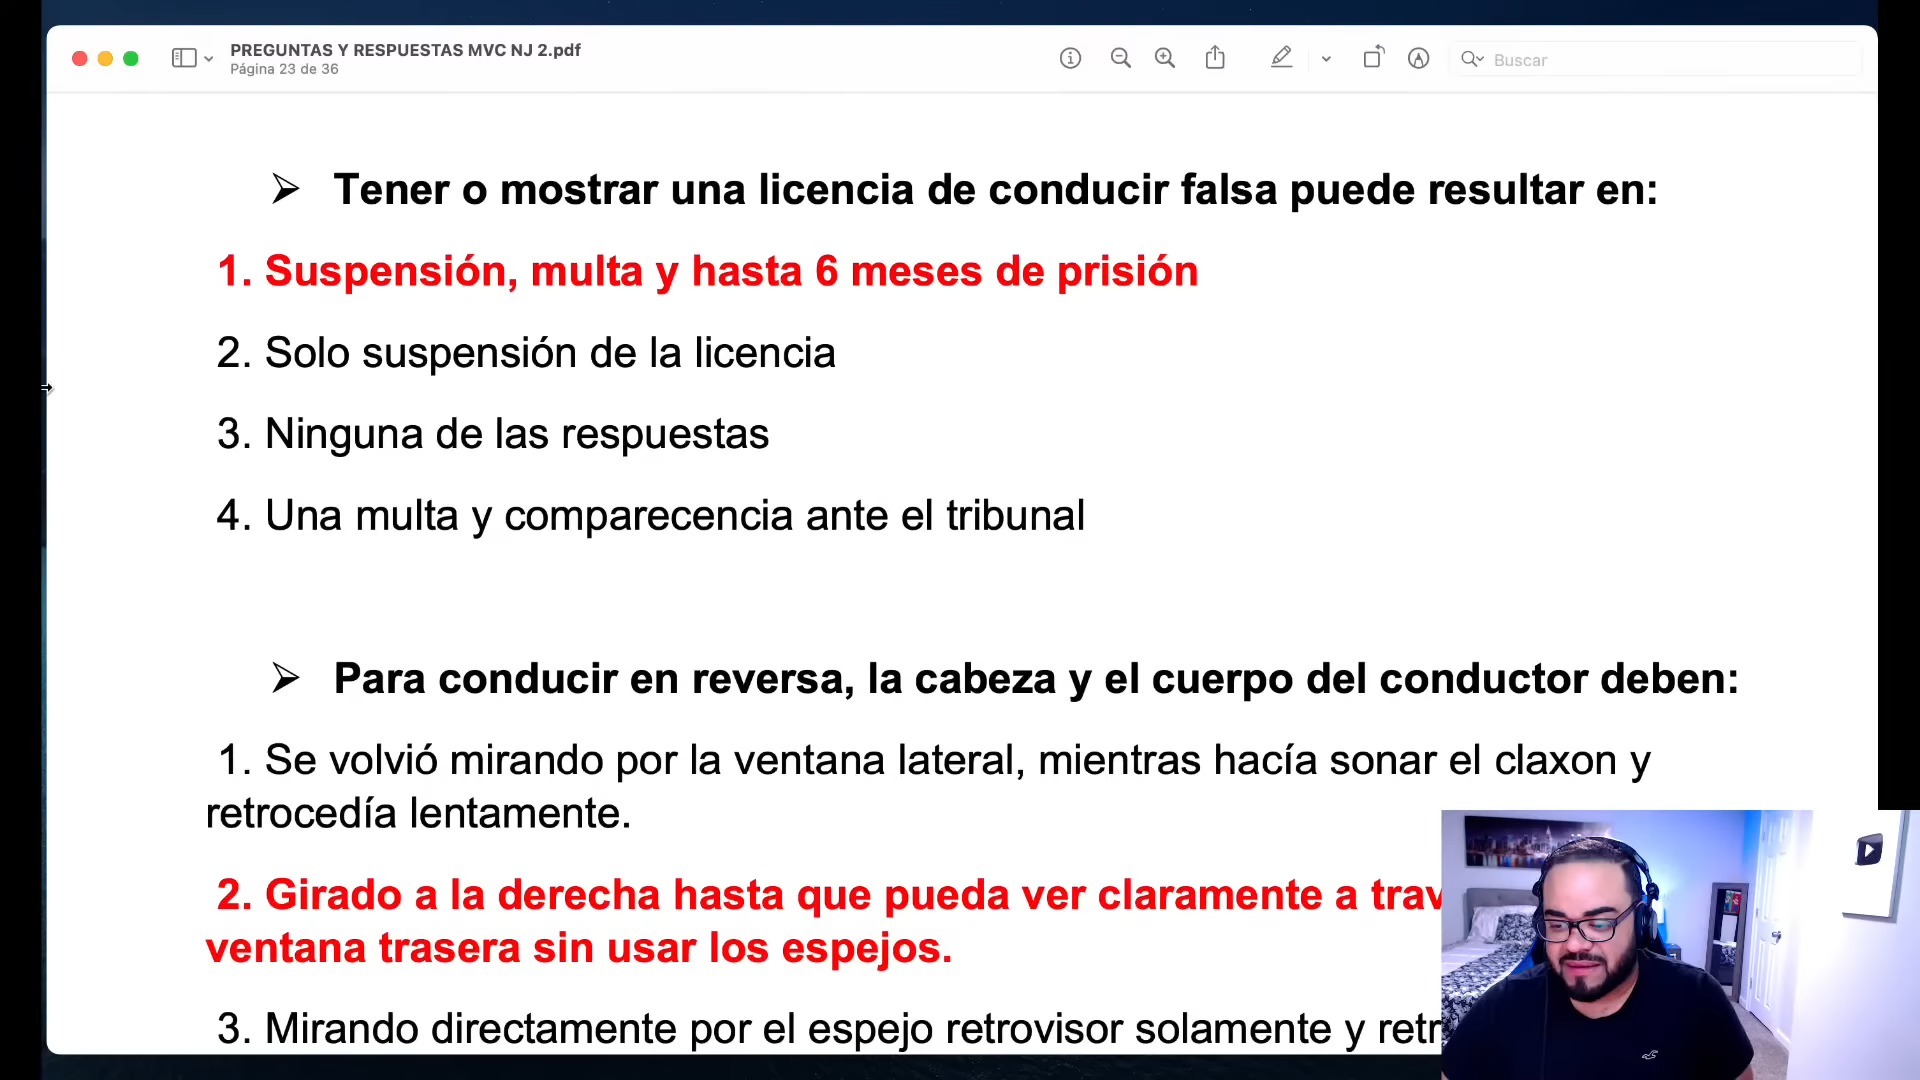 PREGUNTAS Y RESPUESTAS MVC NJ 2.pdf
Página 23 de 36
Buscar
➢ Tener o mostrar una licencia de conducir falsa puede resultar en:
1. Suspensión, multa y hasta 6 meses de prisión
2. Solo suspensión de la licencia
3. Ninguna de las respuestas
4. Una multa y comparecencia ante el tribunal
➢ Para conducir en reversa, la cabeza y el cuerpo del conductor deben:
1. Se volvió mirando por la ventana lateral, mientras hacía sonar el claxon y
retrocedía lentamente.
2. Girado a la derecha hasta que pueda ver claramente a
ventana trasera sin usar los espejos.
3. Mirando directamente por el espejo retrovisor solamente y